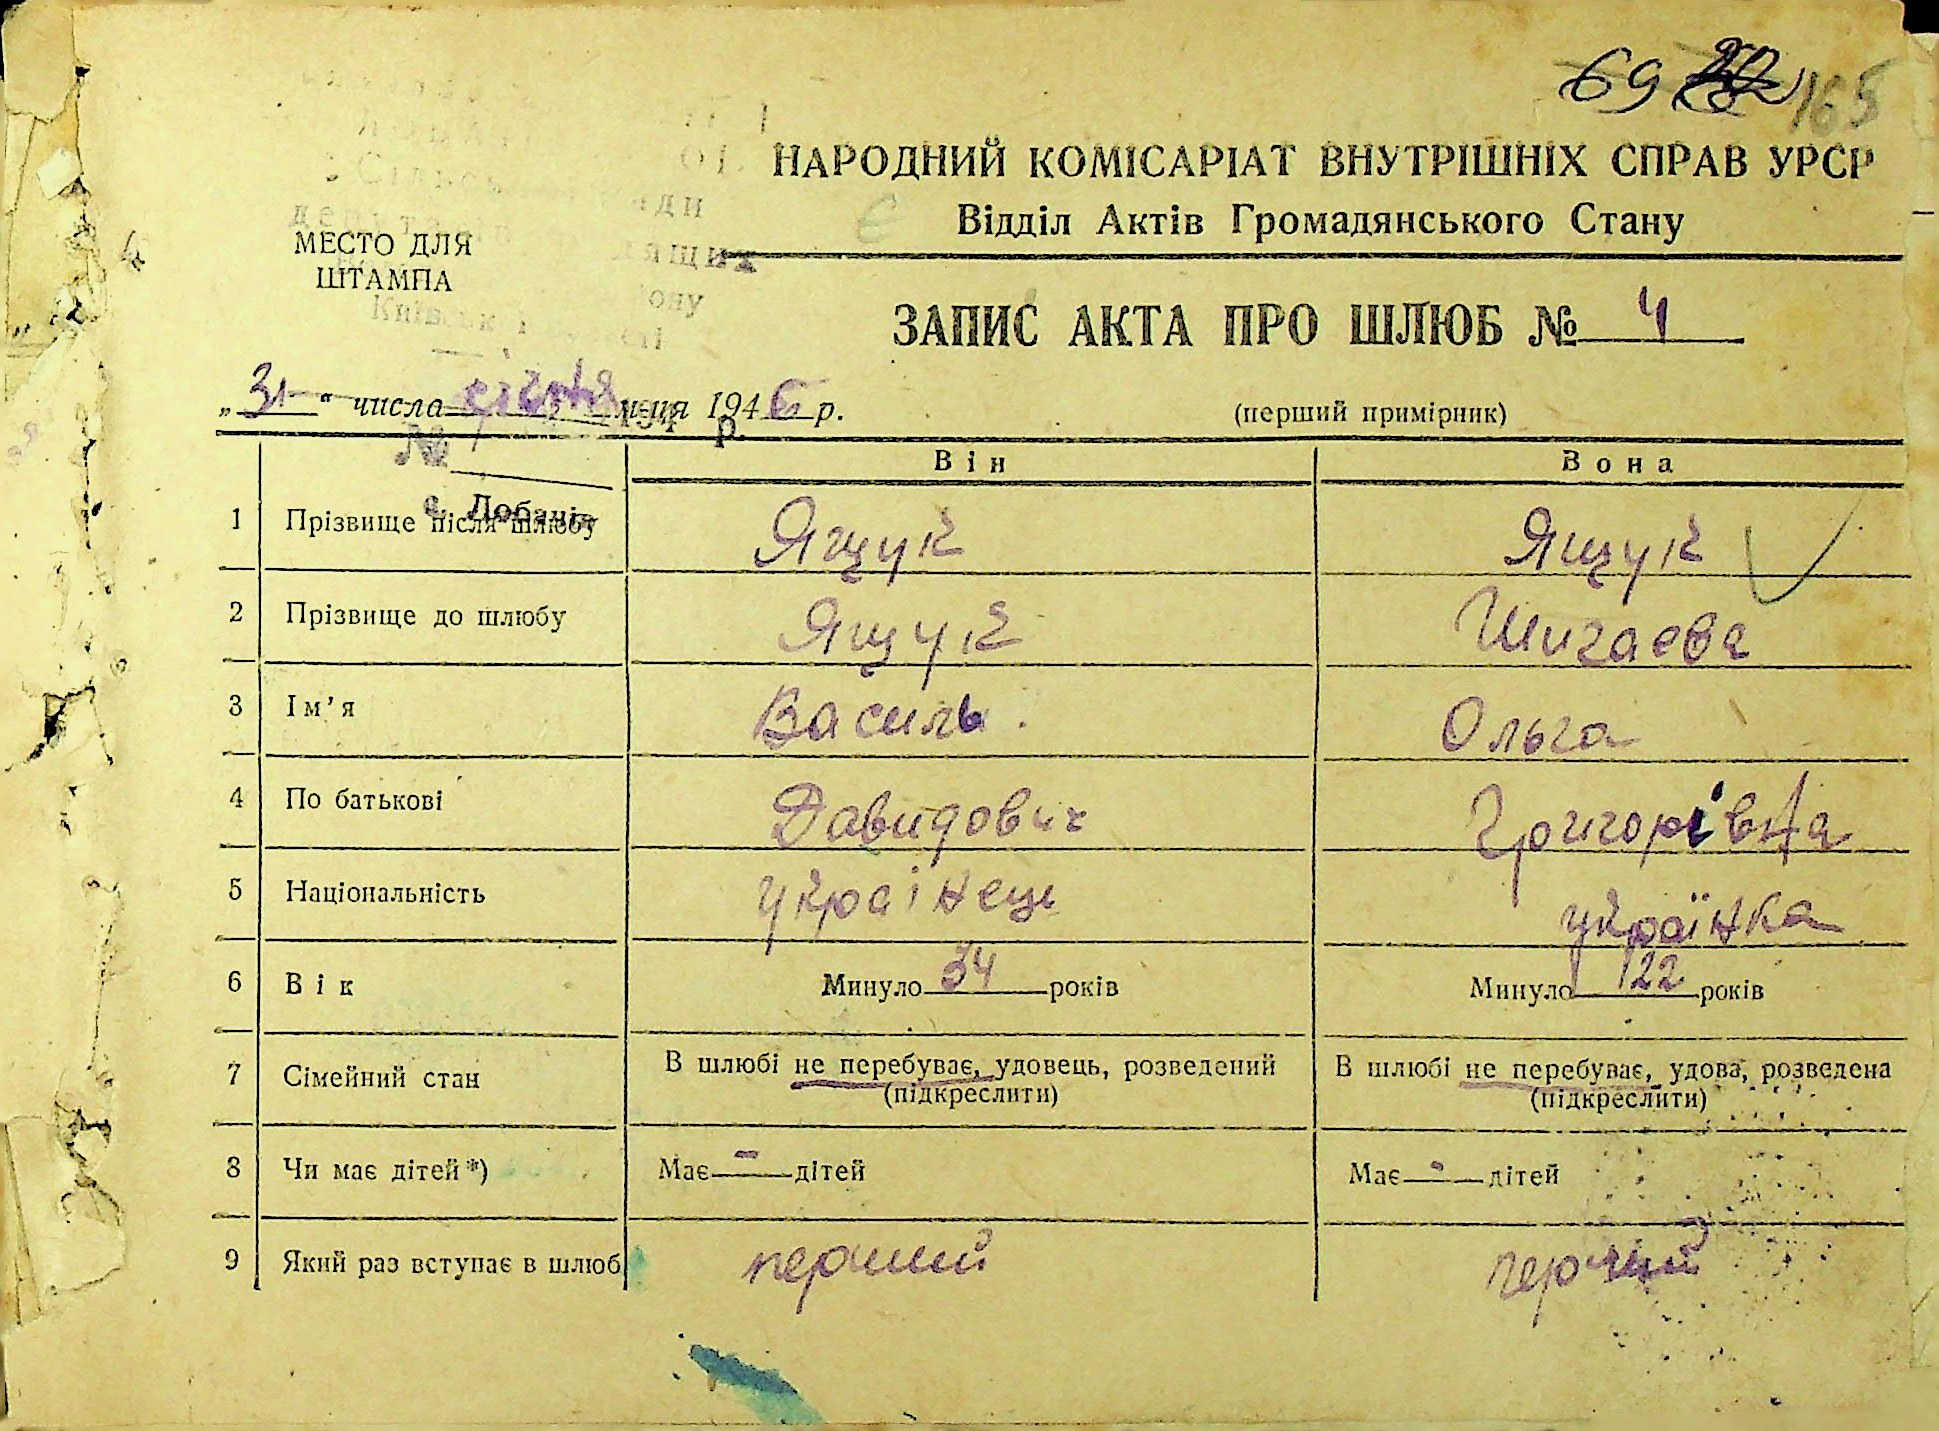 69 165
НАРОДНИЙ КОМІСАРІАТ ВНУТРІШНІХ СПРАВ УРСР
Відділ Актів Громадянського Стану
МЕСТО ДЛЯ
ШТАМПА
ЗАПИС АКТА ПРО ШЛЮБ № 4
„31“ числа січня м-ця 1946 р.
(перший примірник)
№
Він Вона
1 Прізвище після шлюбу Ящук Ящук
2 Прізвище до шлюбу Ящук Шигаева
3 Ім’я Василь Ольга
4 По батькові Давидович Григорівна
5 Національність українець українка
6 Вік Минуло 34 років Минуло 22 років
7 Сімейний стан В шлюбі не перебуває, удовець, розведений В шлюбі не перебуває, удова, розведена
(підкреслити) (підкреслити)
8 Чи має дітей*) Має - дітей Має - дітей
9 Який раз вступає в шлюб перший перший